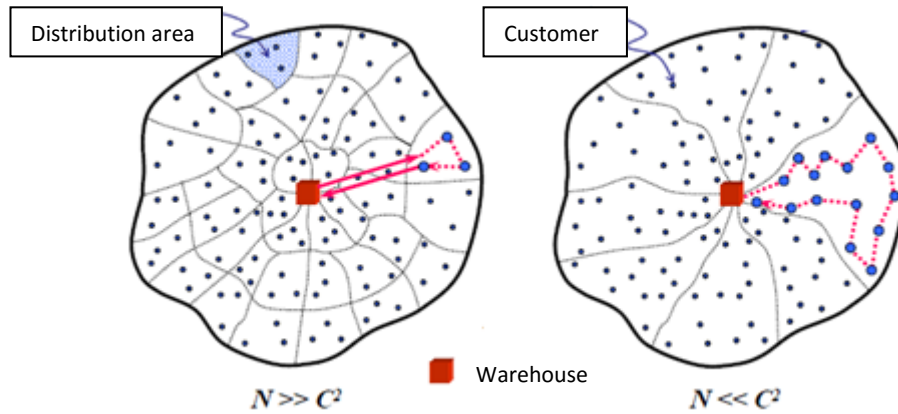 Distribution area
Customer
Warehouse
N >> C²
N << C²